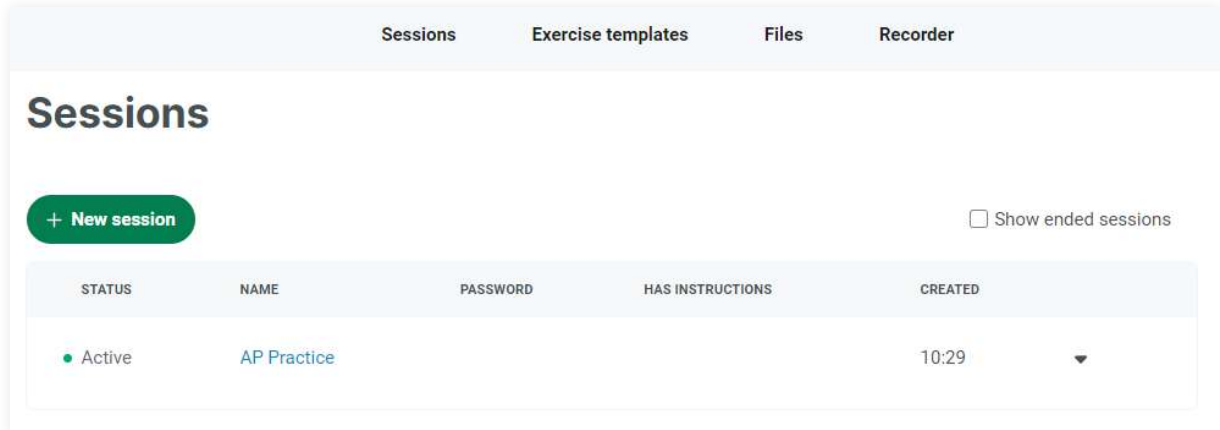 Sessions Exercise templates Files Recorder
Sessions
+ New session
Show ended sessions
STATUS NAME PASSWORD HAS INSTRUCTIONS CREATED
Active AP Practice 10:29